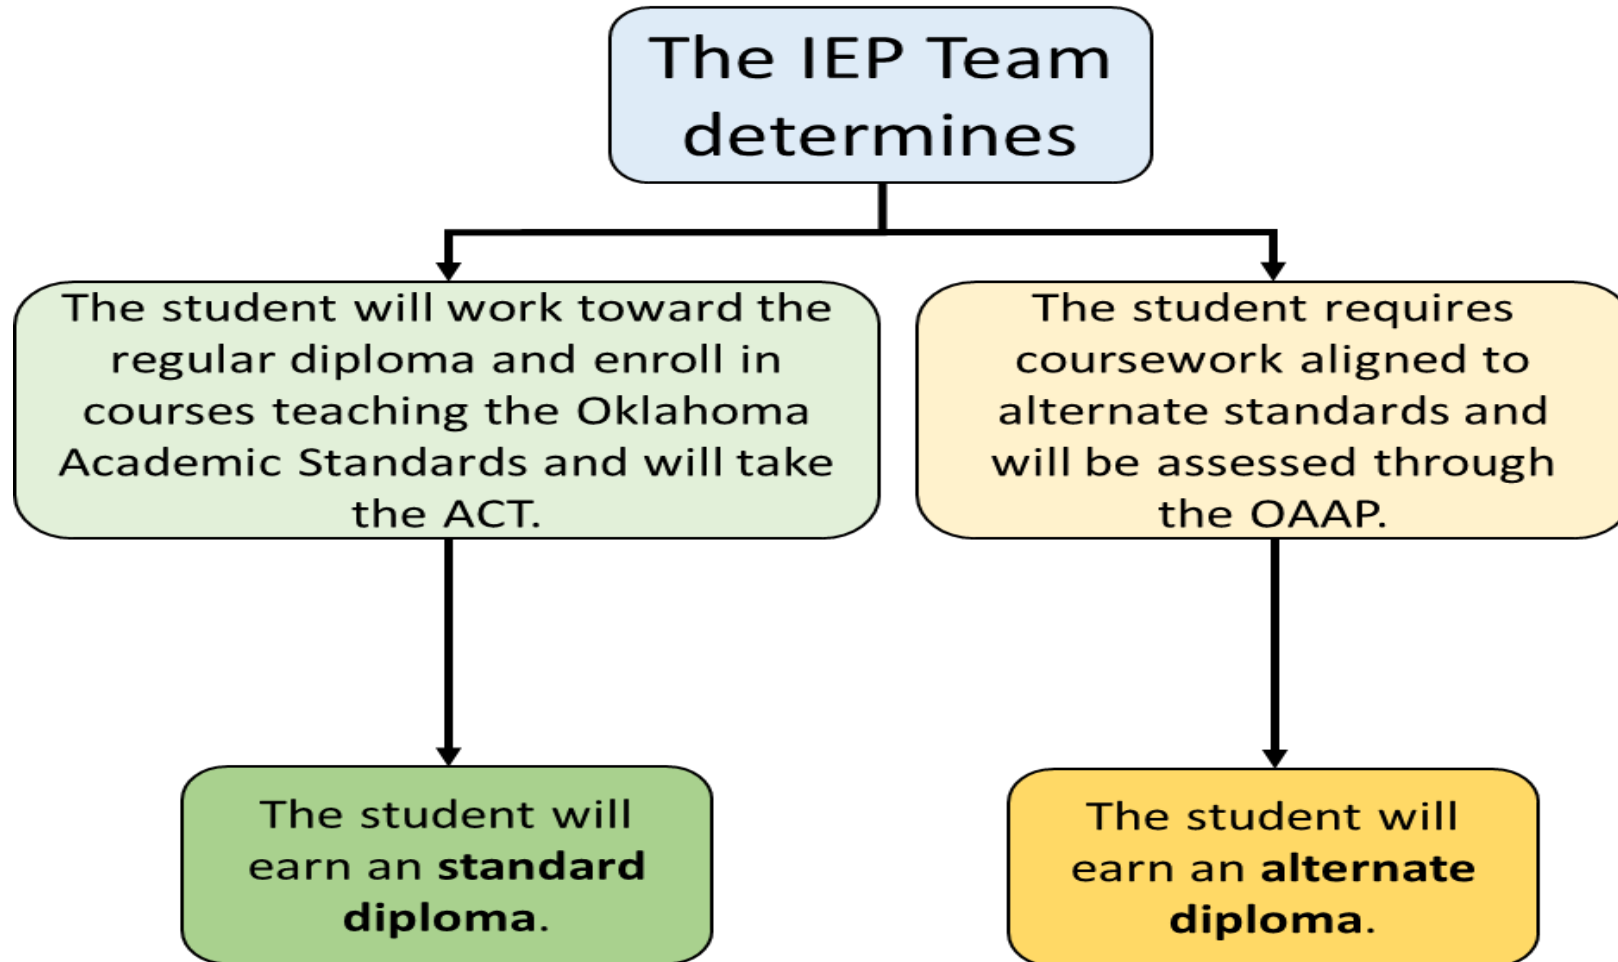 The IEP Team
determines
The student will work toward the
regular diploma and enroll in
courses teaching the Oklahoma
Academic Standards and will take
the ACT.
The student requires
coursework aligned to
alternate standards and
will be assessed through
the OAAP.
The student will
earn an standard
diploma.
The student will
earn an alternate
diploma.